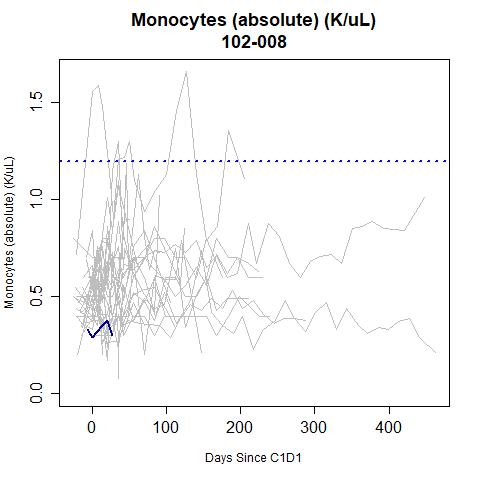 Monocytes (absolute) (K/uL)
102-008
Monocytes (absolute) (K/uL)
1.5
1.0
0.5
0.0
0 100 200 300 400
Days Since C1D1